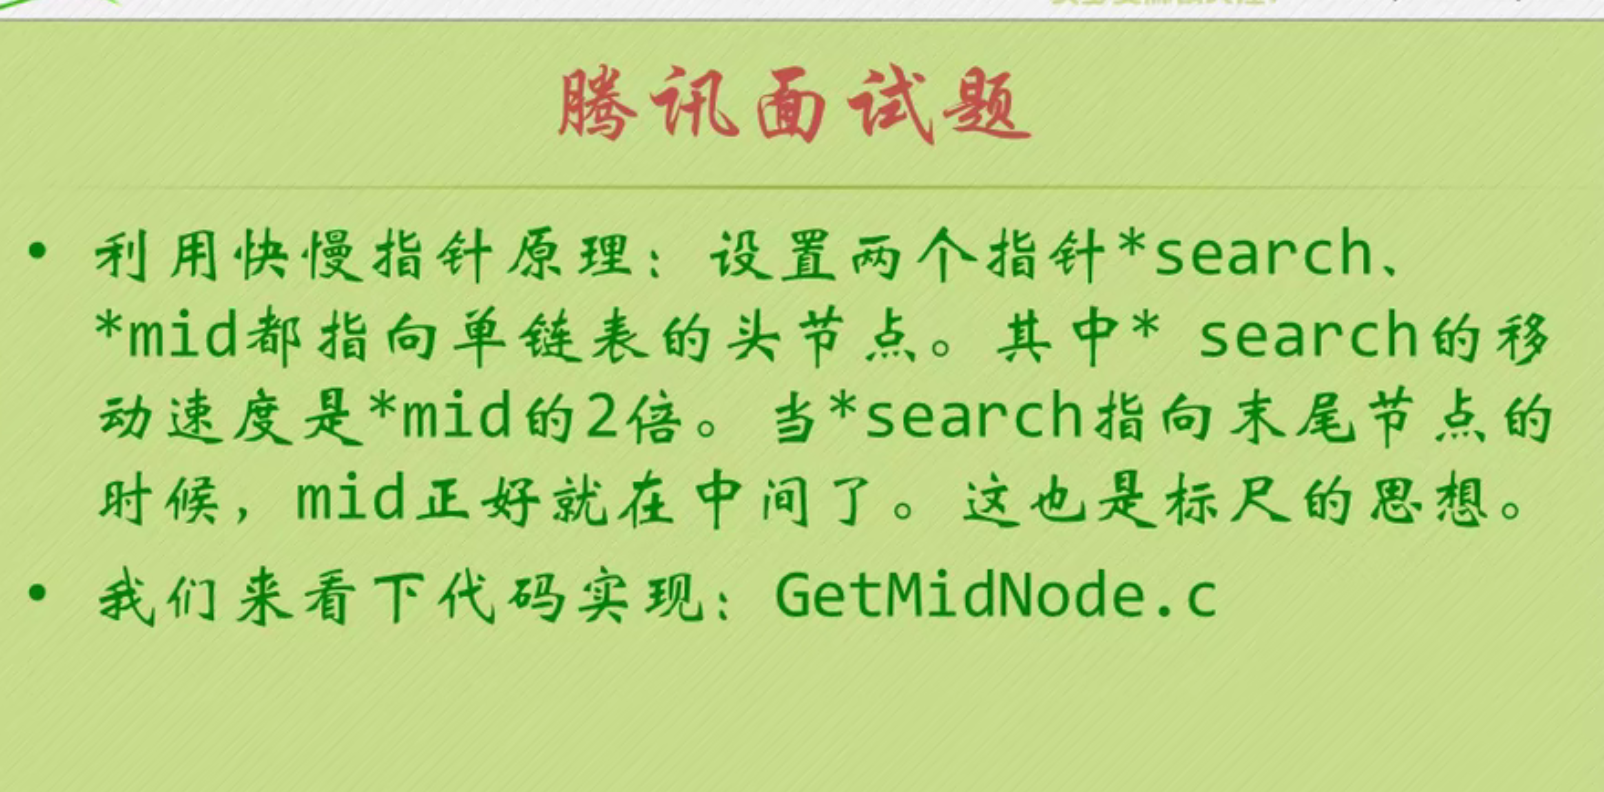 腾讯面试题
• 利用快慢指针原理：设置两个指针*search、
*mid都指向单链表的头节点。其中* search的移
动速度是*mid的2倍。当*search指向末尾节点的
时候，mid正好就在中间了。这也是标尺的思想。
• 我们来看下代码实现：GetMidNode.c